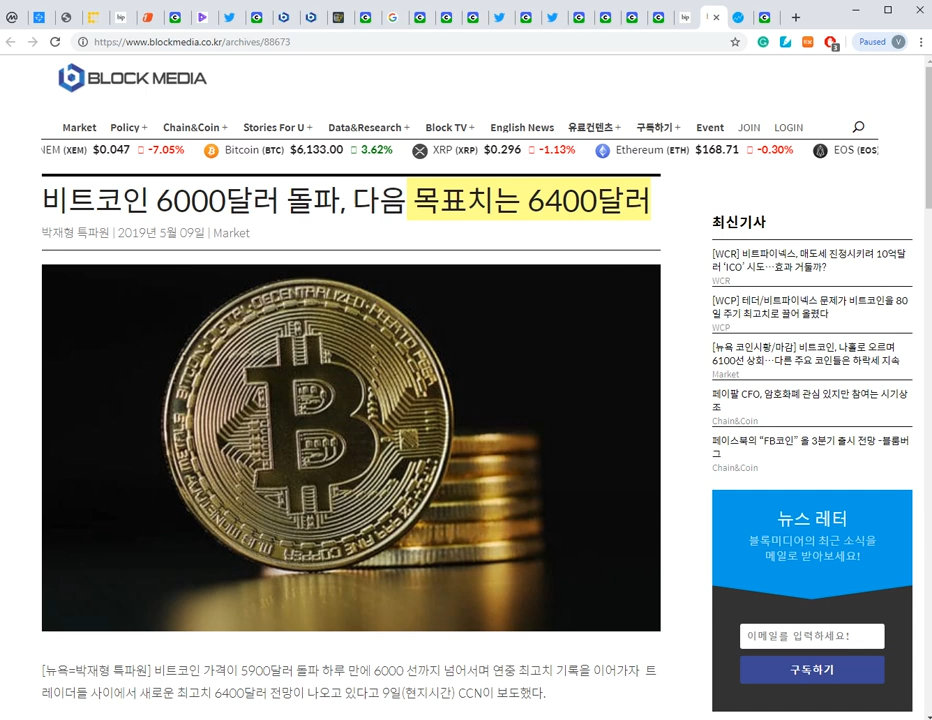 Paused
V
https://www.blockmedia.co.kr/archives/88673
3
BLOCK MEDIA
Market Policy + Chain&Coin + Stories For U + Data&Research + Block TV + English News 유료컨텐츠 + 구독하기 + Event JOIN LOGIN
NEM (XEM) $0.047 -7.05% Bitcoin (BTC) $6,133.00 3.62% XRP (XRP) $0.296 -1.13% Ethereum (ETH) $168.71 -0.30% EOS (EOS)
비트코인 6000달러 돌파, 다음 목표치는 6400달러
박재형 특파원 | 2019년 5월 09일 | Market
DECENTRALIZED
BITCOIN
[뉴욕=박재형 특파원] 비트코인 가격이 5900달러 돌파 하루 만에 6000 선까지 넘어서며 연중 최고치 기록을 이어가자 트
레이더들 사이에서 새로운 최고치 6400달러 전망이 나오고 있다고 9일(현지시간) CCN이 보도했다.
최신기사
[WCR] 비트파이넥스, 매도세 진정시키려 10억달
러 ‘ICO’ 시도…효과 거둘까?
WCR
[WCP] 테더/비트파이넥스 문제가 비트코인을 80
일 주기 최고치로 끌어 올렸다
WCP
[뉴욕 코인시황/마감] 비트코인, 나홀로 오르며
6100선 상회…다른 주요 코인들은 하락세 지속
Market
페이팔 CFO, 암호화폐 관심 있지만 참여는 시기상
조
Chain&Coin
페이스북의 “FB코인” 올 3분기 출시 전망 -블룸버
그
Chain&Coin
뉴스 레터
블록미디어의 최근 소식을
메일로 받아보세요!
이메일를 입력하세요!
구독하기